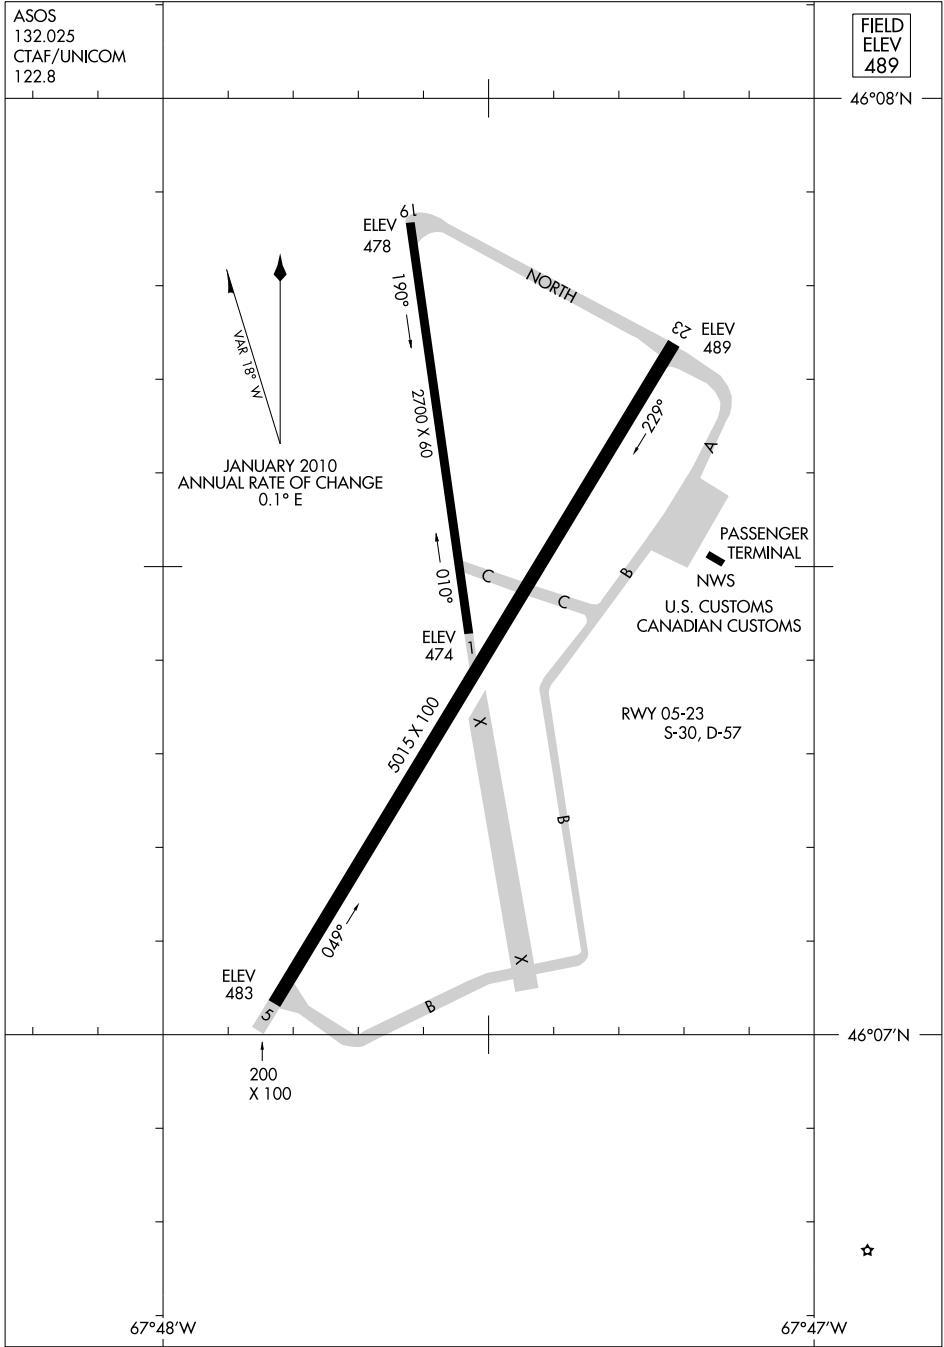 ASOS
132.025
CTAF/UNICOM
122.8
FIELD
ELEV
489
46°08'N
ELEV
478
19
190°
NORTH
23
ELEV
489
VAR 18° W
2700 X 60
229°
A
JANUARY 2010
ANNUAL RATE OF CHANGE
0.1° E
PASSENGER
TERMINAL
NWS
U.S. CUSTOMS
CANADIAN CUSTOMS
010°
C
C
B
ELEV
474
1
5015 X 100
X
RWY 05-23
S-30, D-57
B
049°
X
ELEV
483
5
B
46°07'N
200
X 100
67°48'W
67°47'W